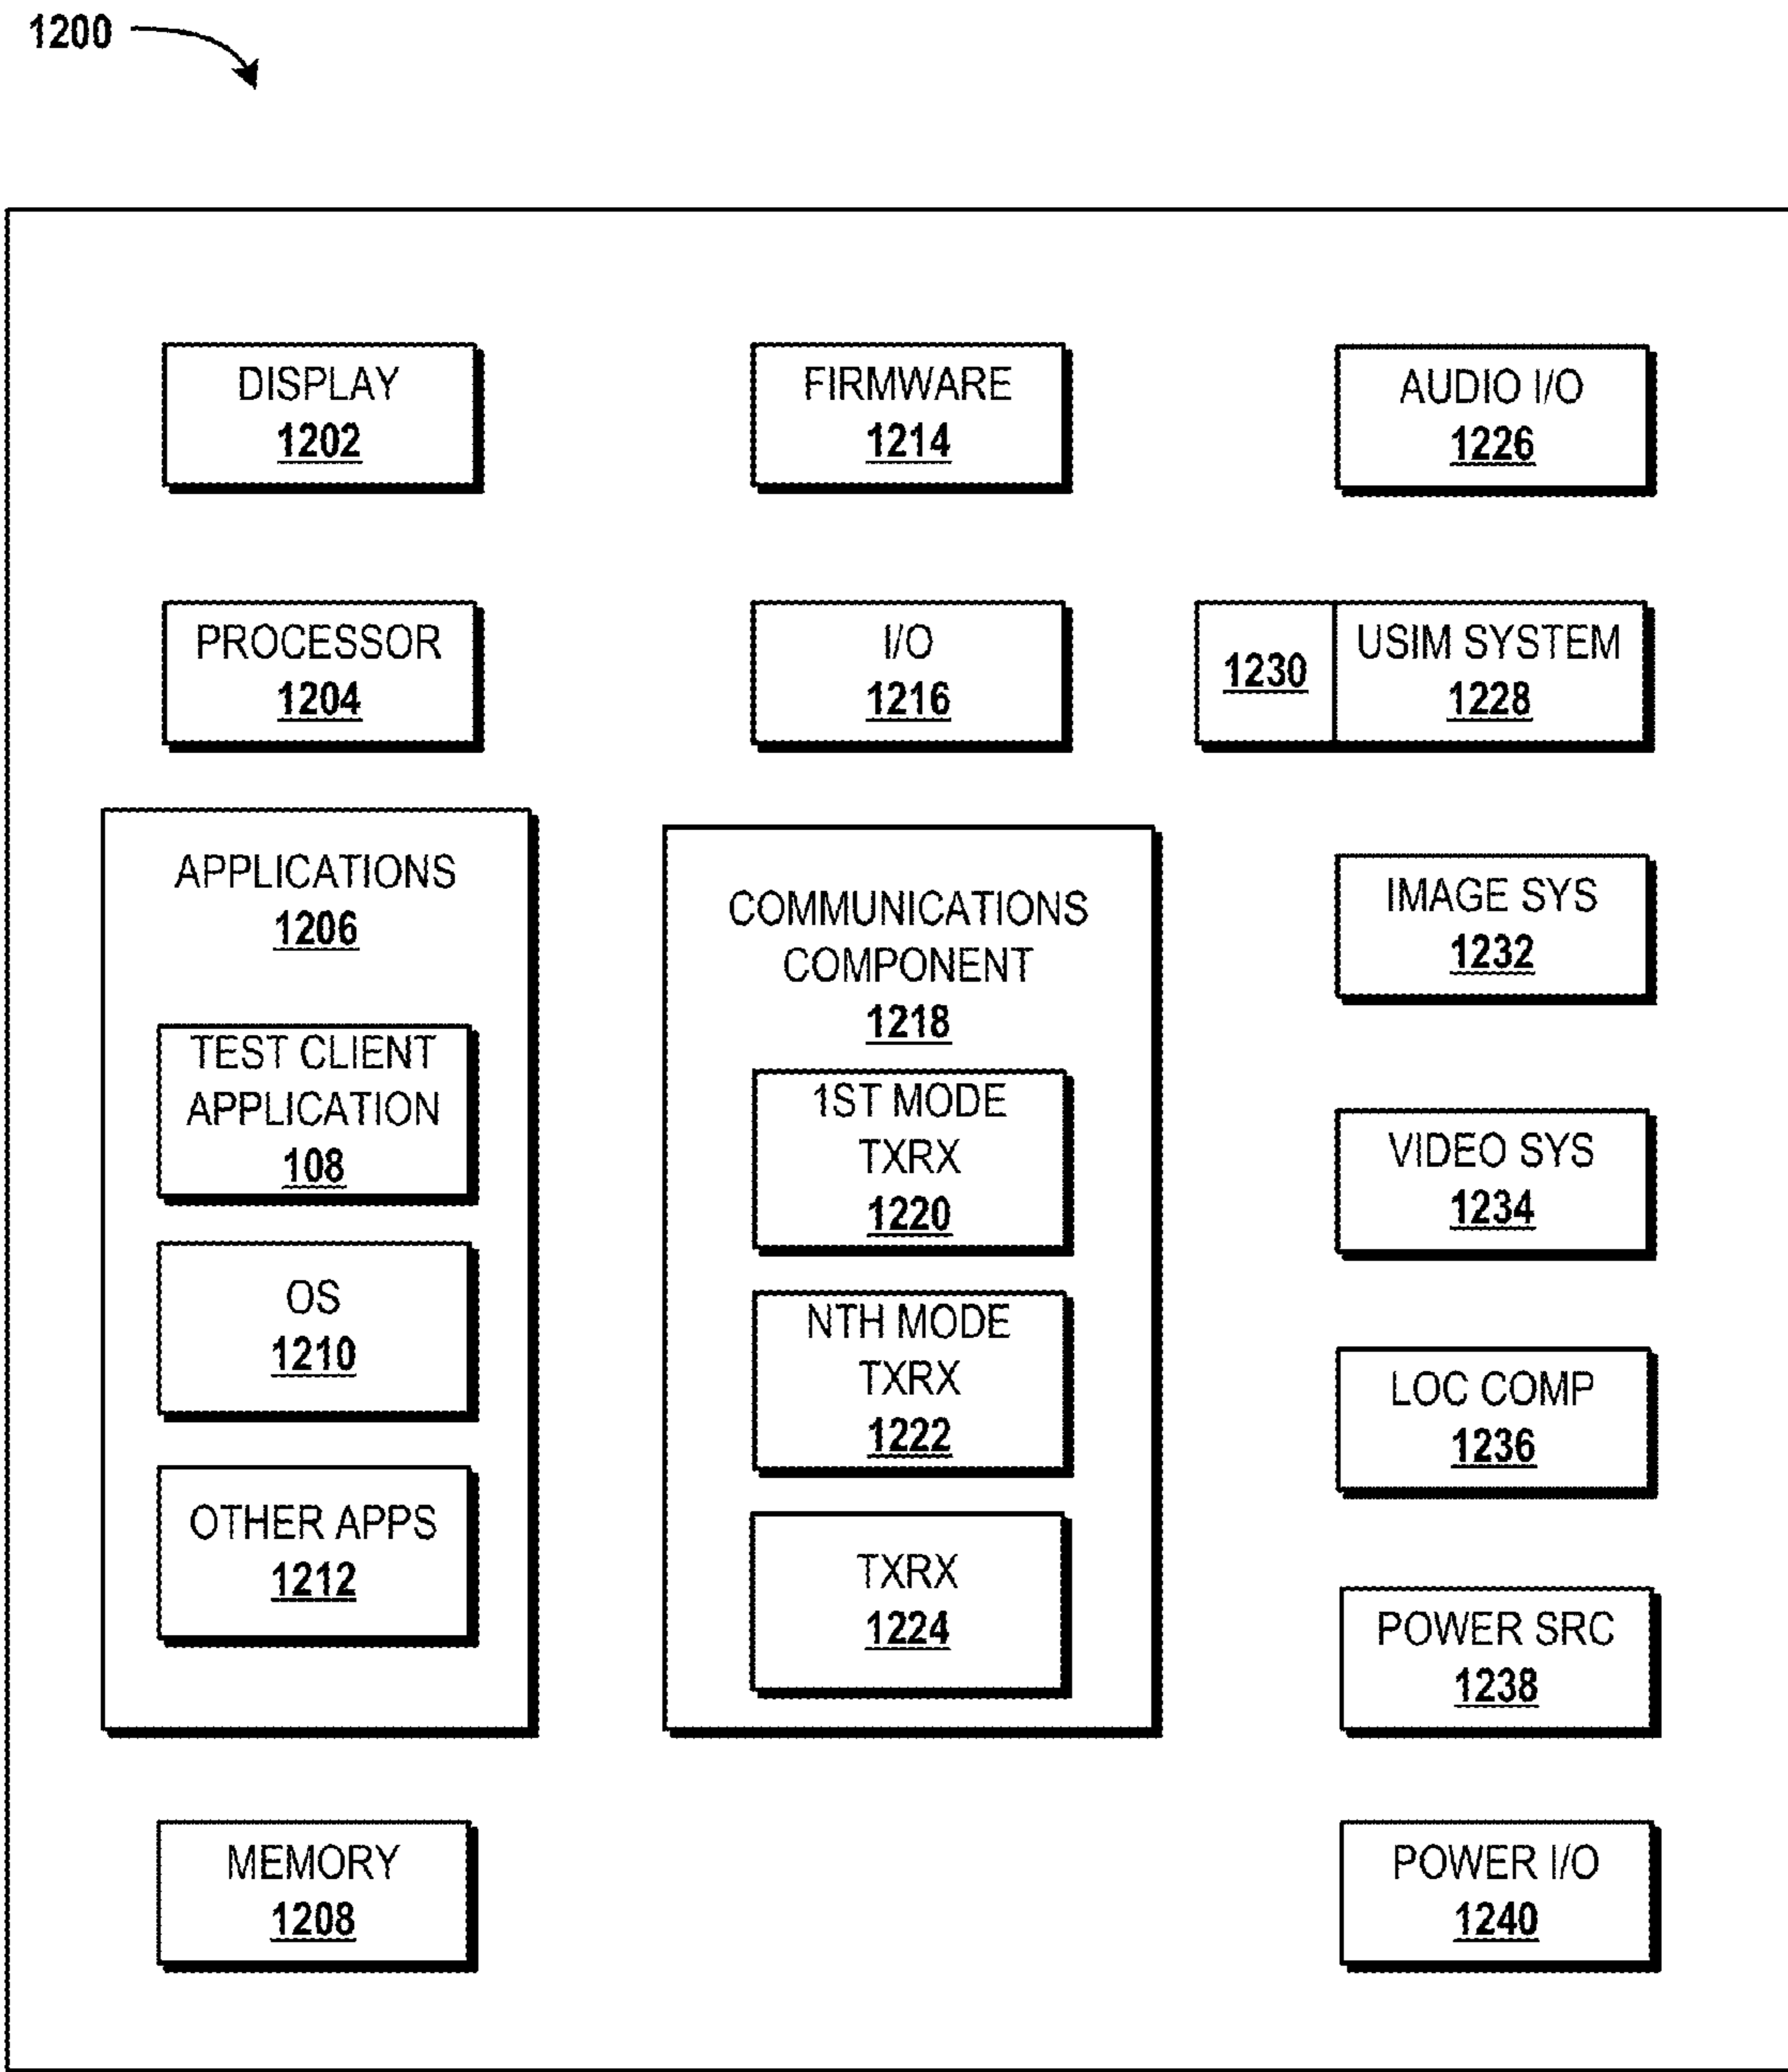 1200
DISPLAY
1202
PROCESSOR
1204
APPLICATIONS
1206
TEST CLIENT
APPLICATION
108
OS
1210
OTHER APPS
1212
MEMORY
1208
FIRMWARE
1214
I/O
1216
COMMUNICATIONS
COMPONENT
1218
1ST MODE
TXRX
1220
NTH MODE
TXRX
1222
TXRX
1224
AUDIO I/O
1226
1230
USIM SYSTEM
1228
IMAGE SYS
1232
VIDEO SYS
1234
LOC COMP
1236
POWER SRC
1238
POWER I/O
1240